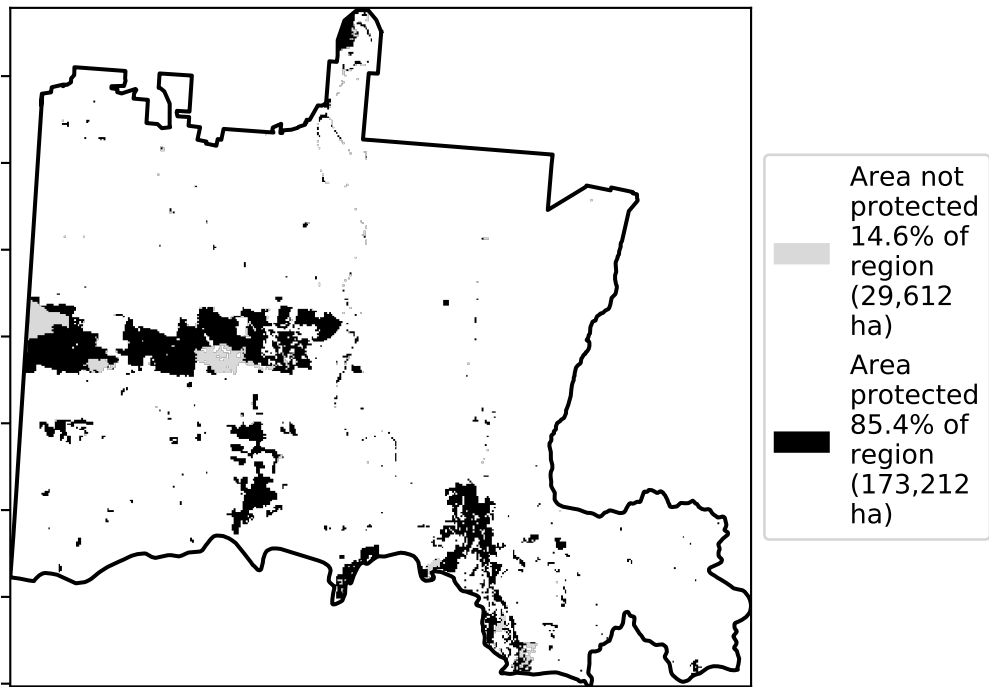 Area not
protected
14.6% of
region
(29,612
ha)
Area
protected
85.4% of
region
(173,212
ha)